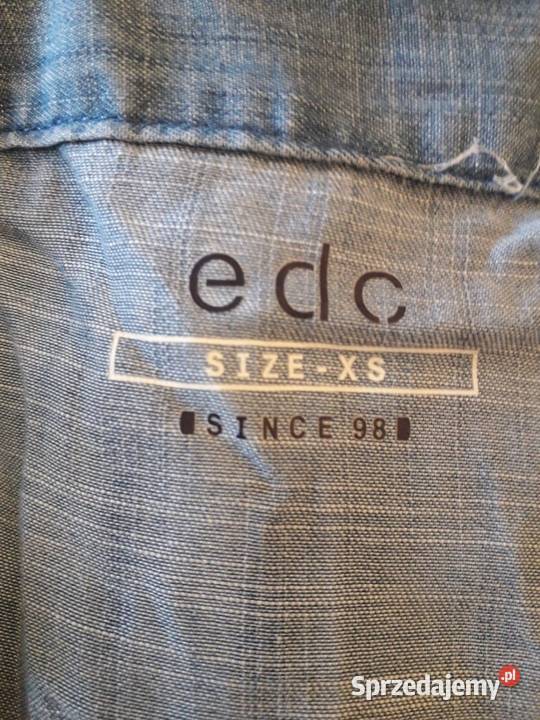 edc
SIZE-XS
SINCE 98
Sprzedajemy.pl